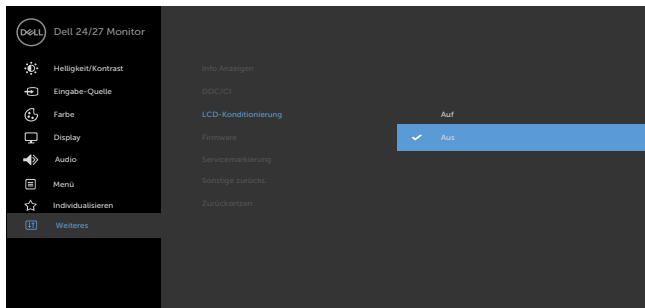 DELL Dell 24/27 Monitor
Helligkeit/Kontrast
Info Anzeigen
Eingabe-Quelle
DDC/CI
Farbe
LCD-Konditionierung
Auf
Display
Firmware
Aus
Audio
Servicemarkierung
Menü
Sonstige zurücks.
Individualisieren
Zurücksetzen
Weiteres